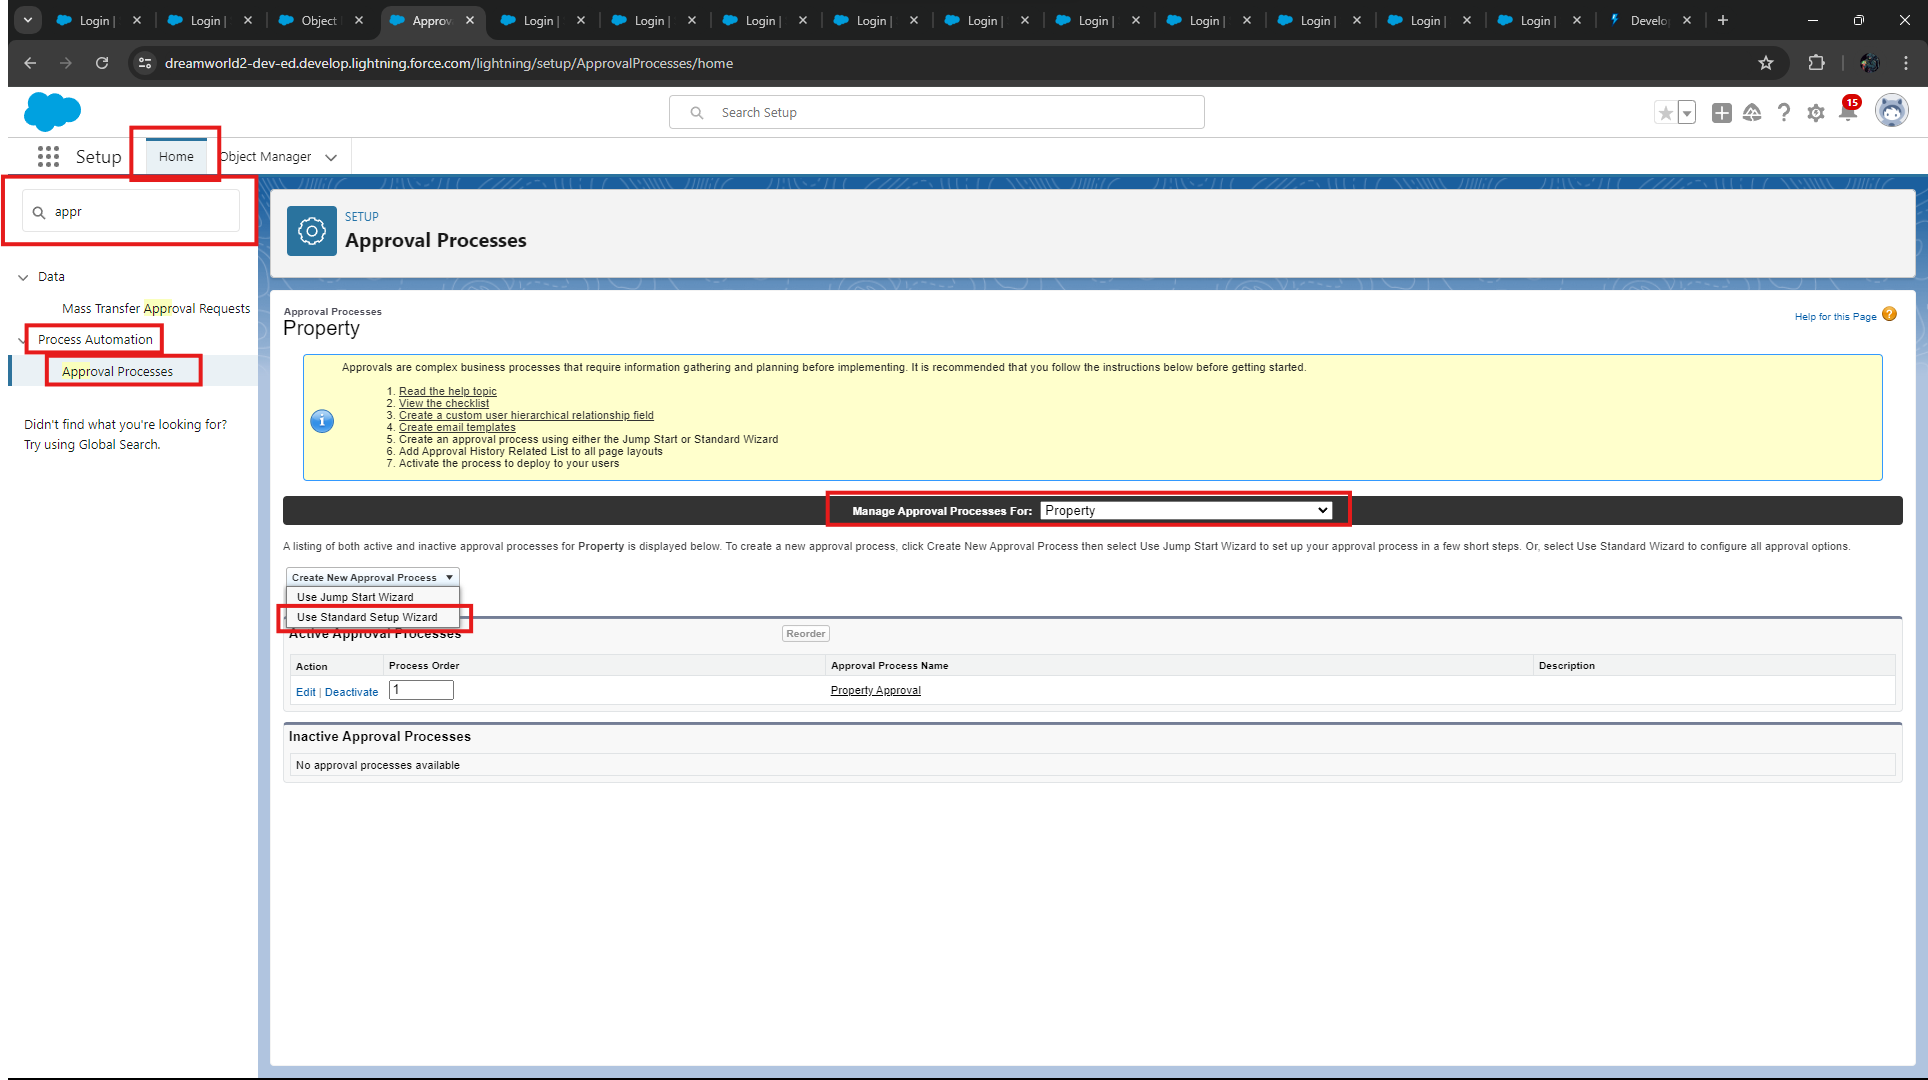 Login |
Login |
Object
Approv
Login |
Login |
Login |
Login |
Login |
Login |
Login |
Login |
Login |
Login |
Develo
dreamworld2-dev-ed.develop.lightning.force.com/lightning/setup/ApprovalProcesses/home
Search Setup
15
Setup
Home
Object Manager
appr
Data
Mass Transfer Approval Requests
Process Automation
Approval Processes
Didn't find what you're looking for?
Try using Global Search.
SETUP
Approval Processes
Approval Processes
Property
Help for this Page
Approvals are complex business processes that require information gathering and planning before implementing. It is recommended that you follow the instructions below before getting started.
1. Read the help topic
2. View the checklist
3. Create a custom user hierarchical relationship field
4. Create email templates
5. Create an approval process using either the Jump Start or Standard Wizard
6. Add Approval History Related List to all page layouts
7. Activate the process to deploy to your users
Manage Approval Processes For: Property
A listing of both active and inactive approval processes for Property is displayed below. To create a new approval process, click Create New Approval Process then select Use Jump Start Wizard to set up your approval process in a few short steps. Or, select Use Standard Wizard to configure all approval options.
Create New Approval Process
Use Jump Start Wizard
Use Standard Setup Wizard
Active Approval Processes
Reorder
Action Process Order Approval Process Name Description
Edit | Deactivate 1 Property Approval
Inactive Approval Processes
No approval processes available